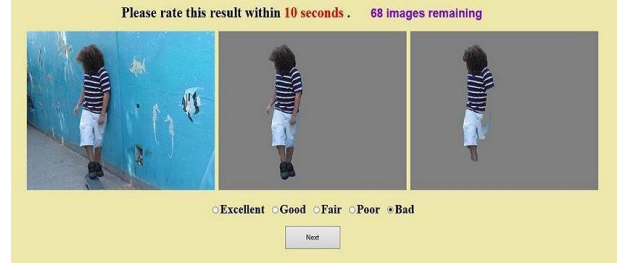 Please rate this result within 10 seconds . 68 images remaining
Excellent Good Fair Poor Bad
Next